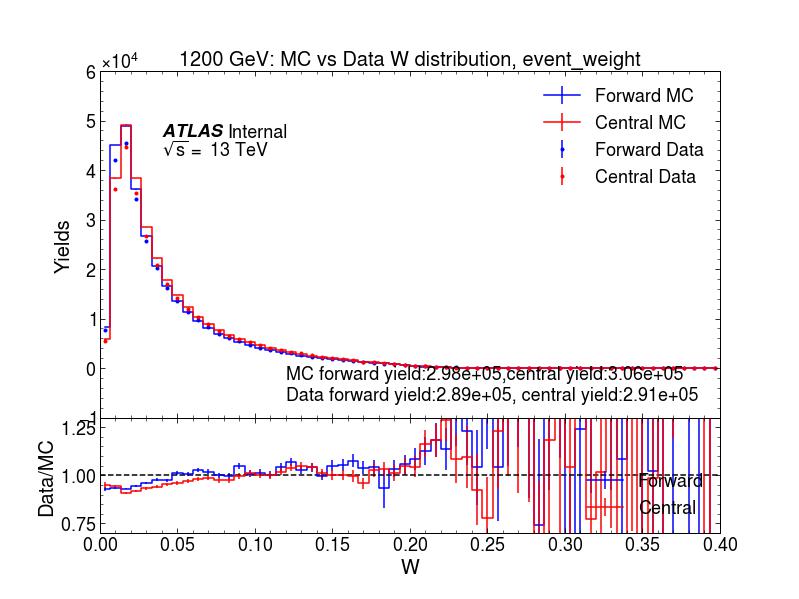 1200 GeV: MC vs Data W distribution, event_weight
×10⁴
6
5
4
3
2
1
0
−1
Yields
ATLAS Internal
√s = 13 TeV
Forward MC
Central MC
Forward Data
Central Data
MC forward yield:2.98e+05,central yield:3.06e+05
Data forward yield:2.89e+05, central yield:2.91e+05
1.25
1.00
0.75
Data/MC
Forward
Central
0.00 0.05 0.10 0.15 0.20 0.25 0.30 0.35 0.40
W